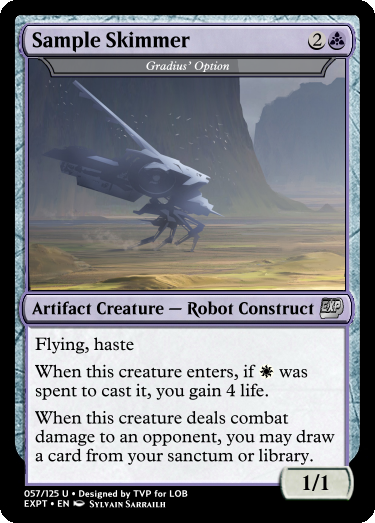 Sample Skimmer 2
Gradius' Option
Artifact Creature — Robot Construct EXP
Flying, haste
When this creature enters, if was
spent to cast it, you gain 4 life.
When this creature deals combat
damage to an opponent, you may draw
a card from your sanctum or library.
1/1
057/125 U • Designed by TVP for LOB
EXPT • EN Sylvain Sarrailh